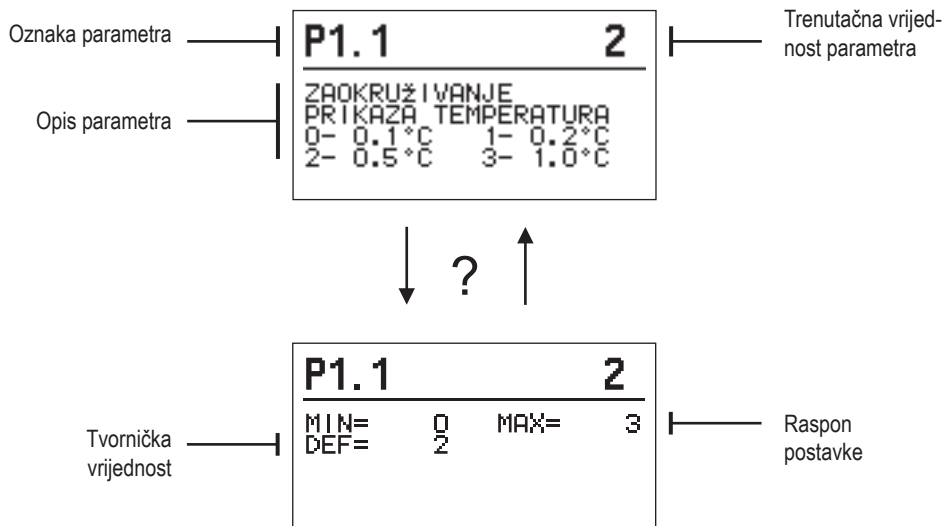 Oznaka parametra
P1.1 2
Trenutačna vrijed-
nost parametra
Opis parametra
ZAOKRUžIVANJE
PRIKAZA TEMPERATURA
0- 0.1°C 1- 0.2°C
2- 0.5°C 3- 1.0°C
?
P1.1 2
MIN= 0 MAX= 3
DEF= 2
Tvornička
vrijednost
Raspon
postavke